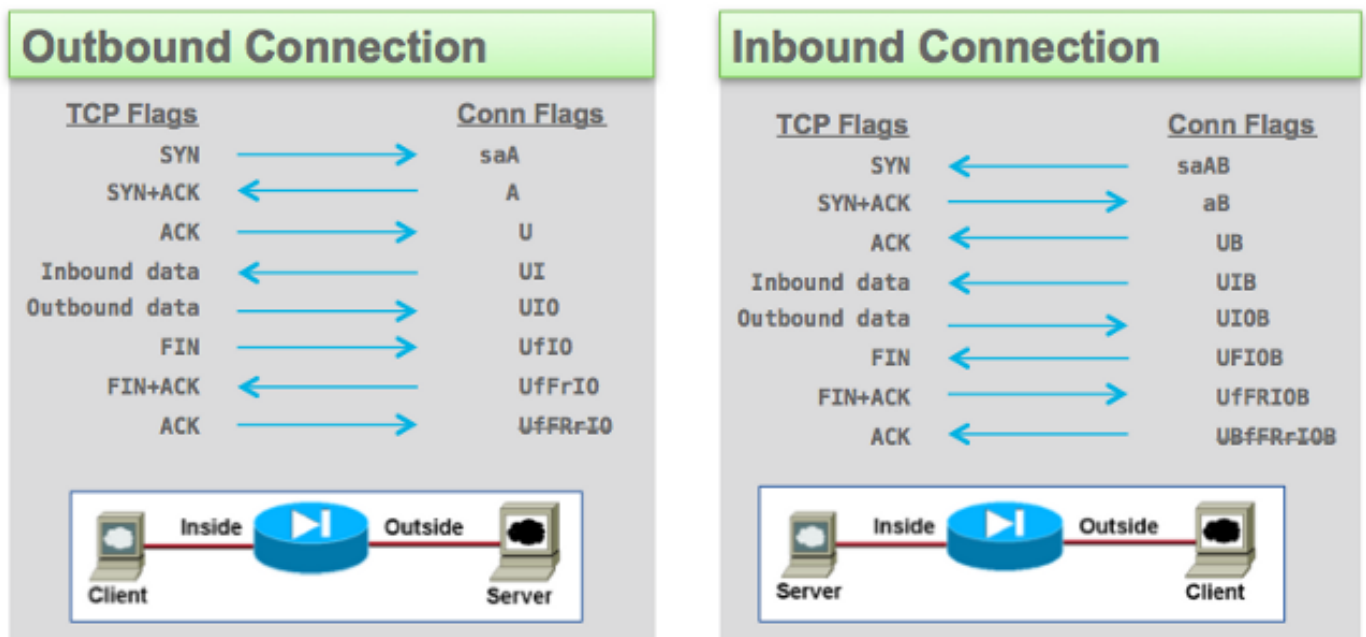 Outbound Connection
TCP Flags Conn Flags
SYN saA
SYN+ACK A
ACK U
Inbound data UI
Outbound data UIO
FIN UfIO
FIN+ACK UfFrIO
ACK UfFRrIO
Inside Outside
Client Server
Inbound Connection
TCP Flags Conn Flags
SYN saAB
SYN+ACK aB
ACK UB
Inbound data UIB
Outbound data UIOB
FIN UFIOB
FIN+ACK UfFRIOB
ACK UBfFRrIOB
Inside Outside
Server Client